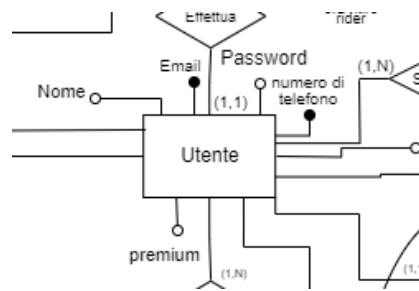 Effettua
rider
Email
Password
(1,N)
S
Nome
(1,1)
numero di
telefono
Utente
premium
(1,N)